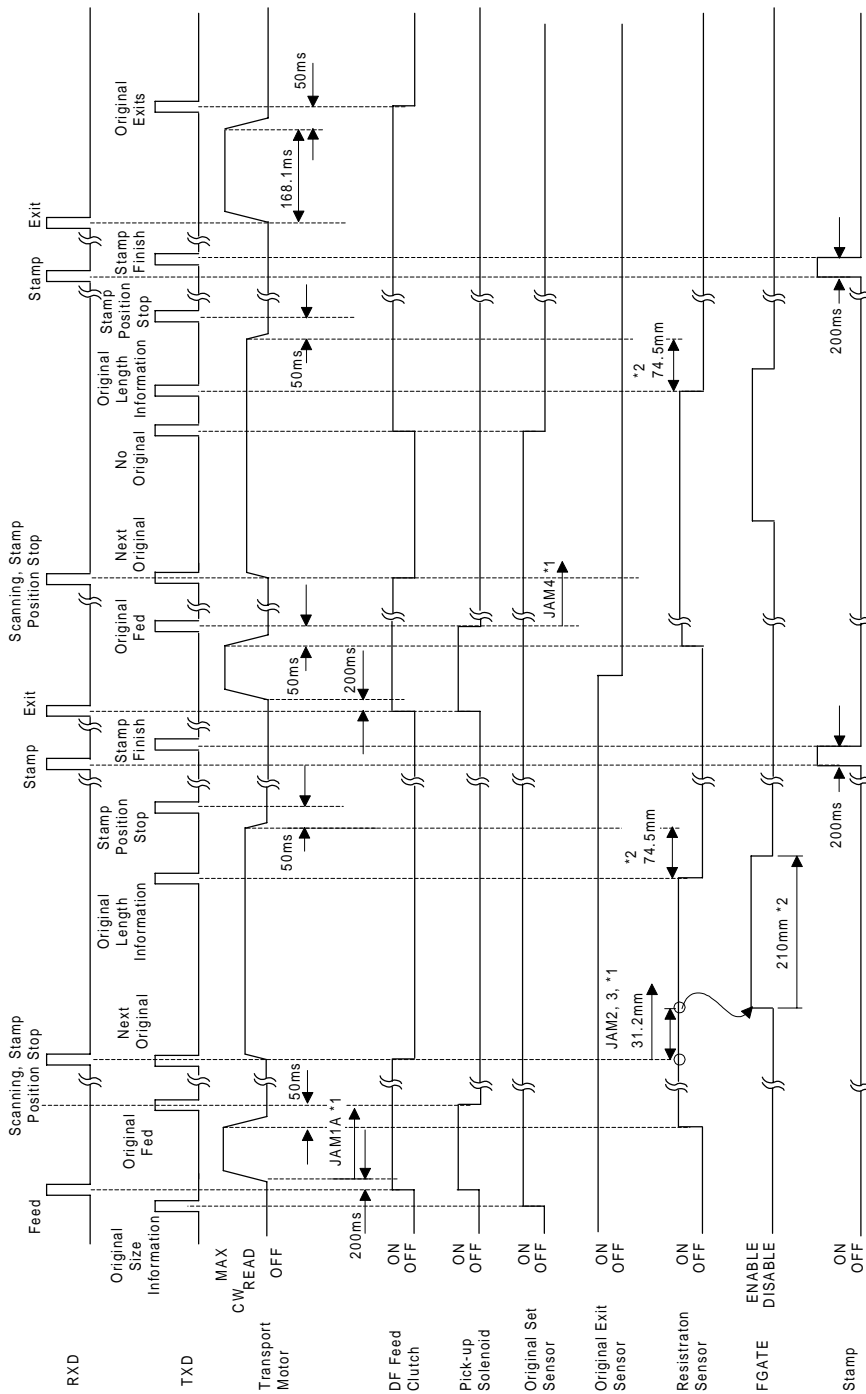 RXD
Feed
Scanning, Stamp
Position Stop
Stamp
Exit
Scanning, Stamp
Position Stop
Stamp
Exit
TXD
Original
Size
Information
Original
Fed
Next
Original
Original
Length
Information
Stamp
Position
Stop
Stamp
Finish
Original
Fed
Next
Original
No
Original
Original
Length
Information
Stamp
Position
Stop
Stamp
Finish
Original
Exits
Transport
Motor
MAX
CW READ
OFF
200ms
JAM1A *1
50ms
50ms
200ms
50ms
50ms
168.1ms
50ms
DF Feed
Clutch
ON
OFF
Pick-up
Solenoid
ON
OFF
Original Set
Sensor
ON
OFF
JAM4 *1
Original Exit
Sensor
ON
OFF
JAM2, 3, *1
31.2mm
*2
74.5mm
*2
74.5mm
Resistraton
Sensor
ON
OFF
FGATE
ENABLE
DISABLE
210mm *2
Stamp
ON
OFF
200ms
200ms